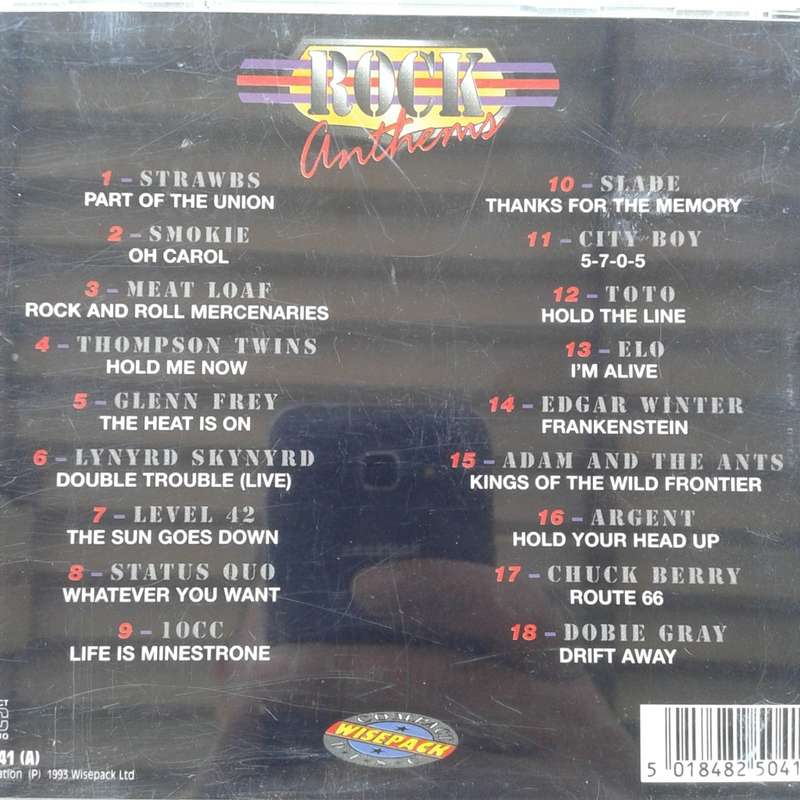 ROCK
Anthems
1 - STRAWBS
PART OF THE UNION
2 - SMOKIE
OH CAROL
3 - MEAT LOAF
ROCK AND ROLL MERCENARIES
4 - THOMPSON TWINS
HOLD ME NOW
5 - GLENN FREY
THE HEAT IS ON
6 - LYNYRD SKYNYRD
DOUBLE TROUBLE (LIVE)
7 - LEVEL 42
THE SUN GOES DOWN
8 - STATUS QUO
WHATEVER YOU WANT
9 - 10CC
LIFE IS MINESTRONE
10 - SLADE
THANKS FOR THE MEMORY
11 - CITY BOY
5-7-0-5
12 - TOTO
HOLD THE LINE
13 - ELO
I'M ALIVE
14 - EDGAR WINTER
FRANKENSTEIN
15 - ADAM AND THE ANTS
KINGS OF THE WILD FRONTIER
16 - ARGENT
HOLD YOUR HEAD UP
17 - CHUCK BERRY
ROUTE 66
18 - DOBIE GRAY
DRIFT AWAY
COMPACT
WISEPACK
41 (A)
ation (P) 1993 Wisepack Ltd
5 018482 5041